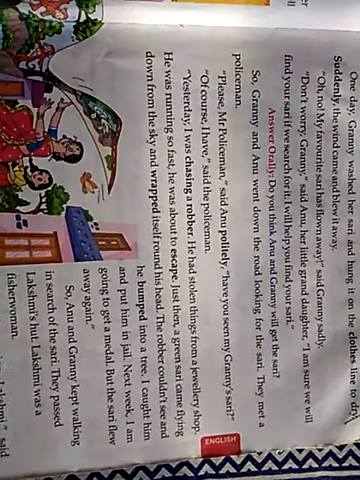 One day, Granny washed her sari and hung it on the clothes line to dry.
Suddenly, the wind came and blew it away.
"Oh, no! My favourite sari has flown away!" said Granny sadly.
"Don't worry, Granny," said Anu, her little grand daughter, "I am sure we will
find your sari if we search for it. I will help you find your sari."
Answer Orally: Do you think Anu and Granny will get the sari?
So, Granny and Anu went down the road looking for the sari. They met a
policeman.
"Please, Mr Policeman," said Anu politely, "have you seen my Granny's sari?"
"Of course, I have," said the policeman.
"Yesterday, I was chasing a robber. He had stolen things from a jewellery shop.
He was running so fast, he was about to escape. Just then, a green sari came flying
down from the sky and wrapped itself round his head. The robber couldn't see and
he bumped into a tree. I caught him
and put him in jail. Next week, I am
going to get a medal. But the sari flew
away again."
So, Anu and Granny kept walking
in search of the sari. They passed
Lakshmi's hut. Lakshmi was a
fisherwoman.
Lakshmi," said
ENGLISH